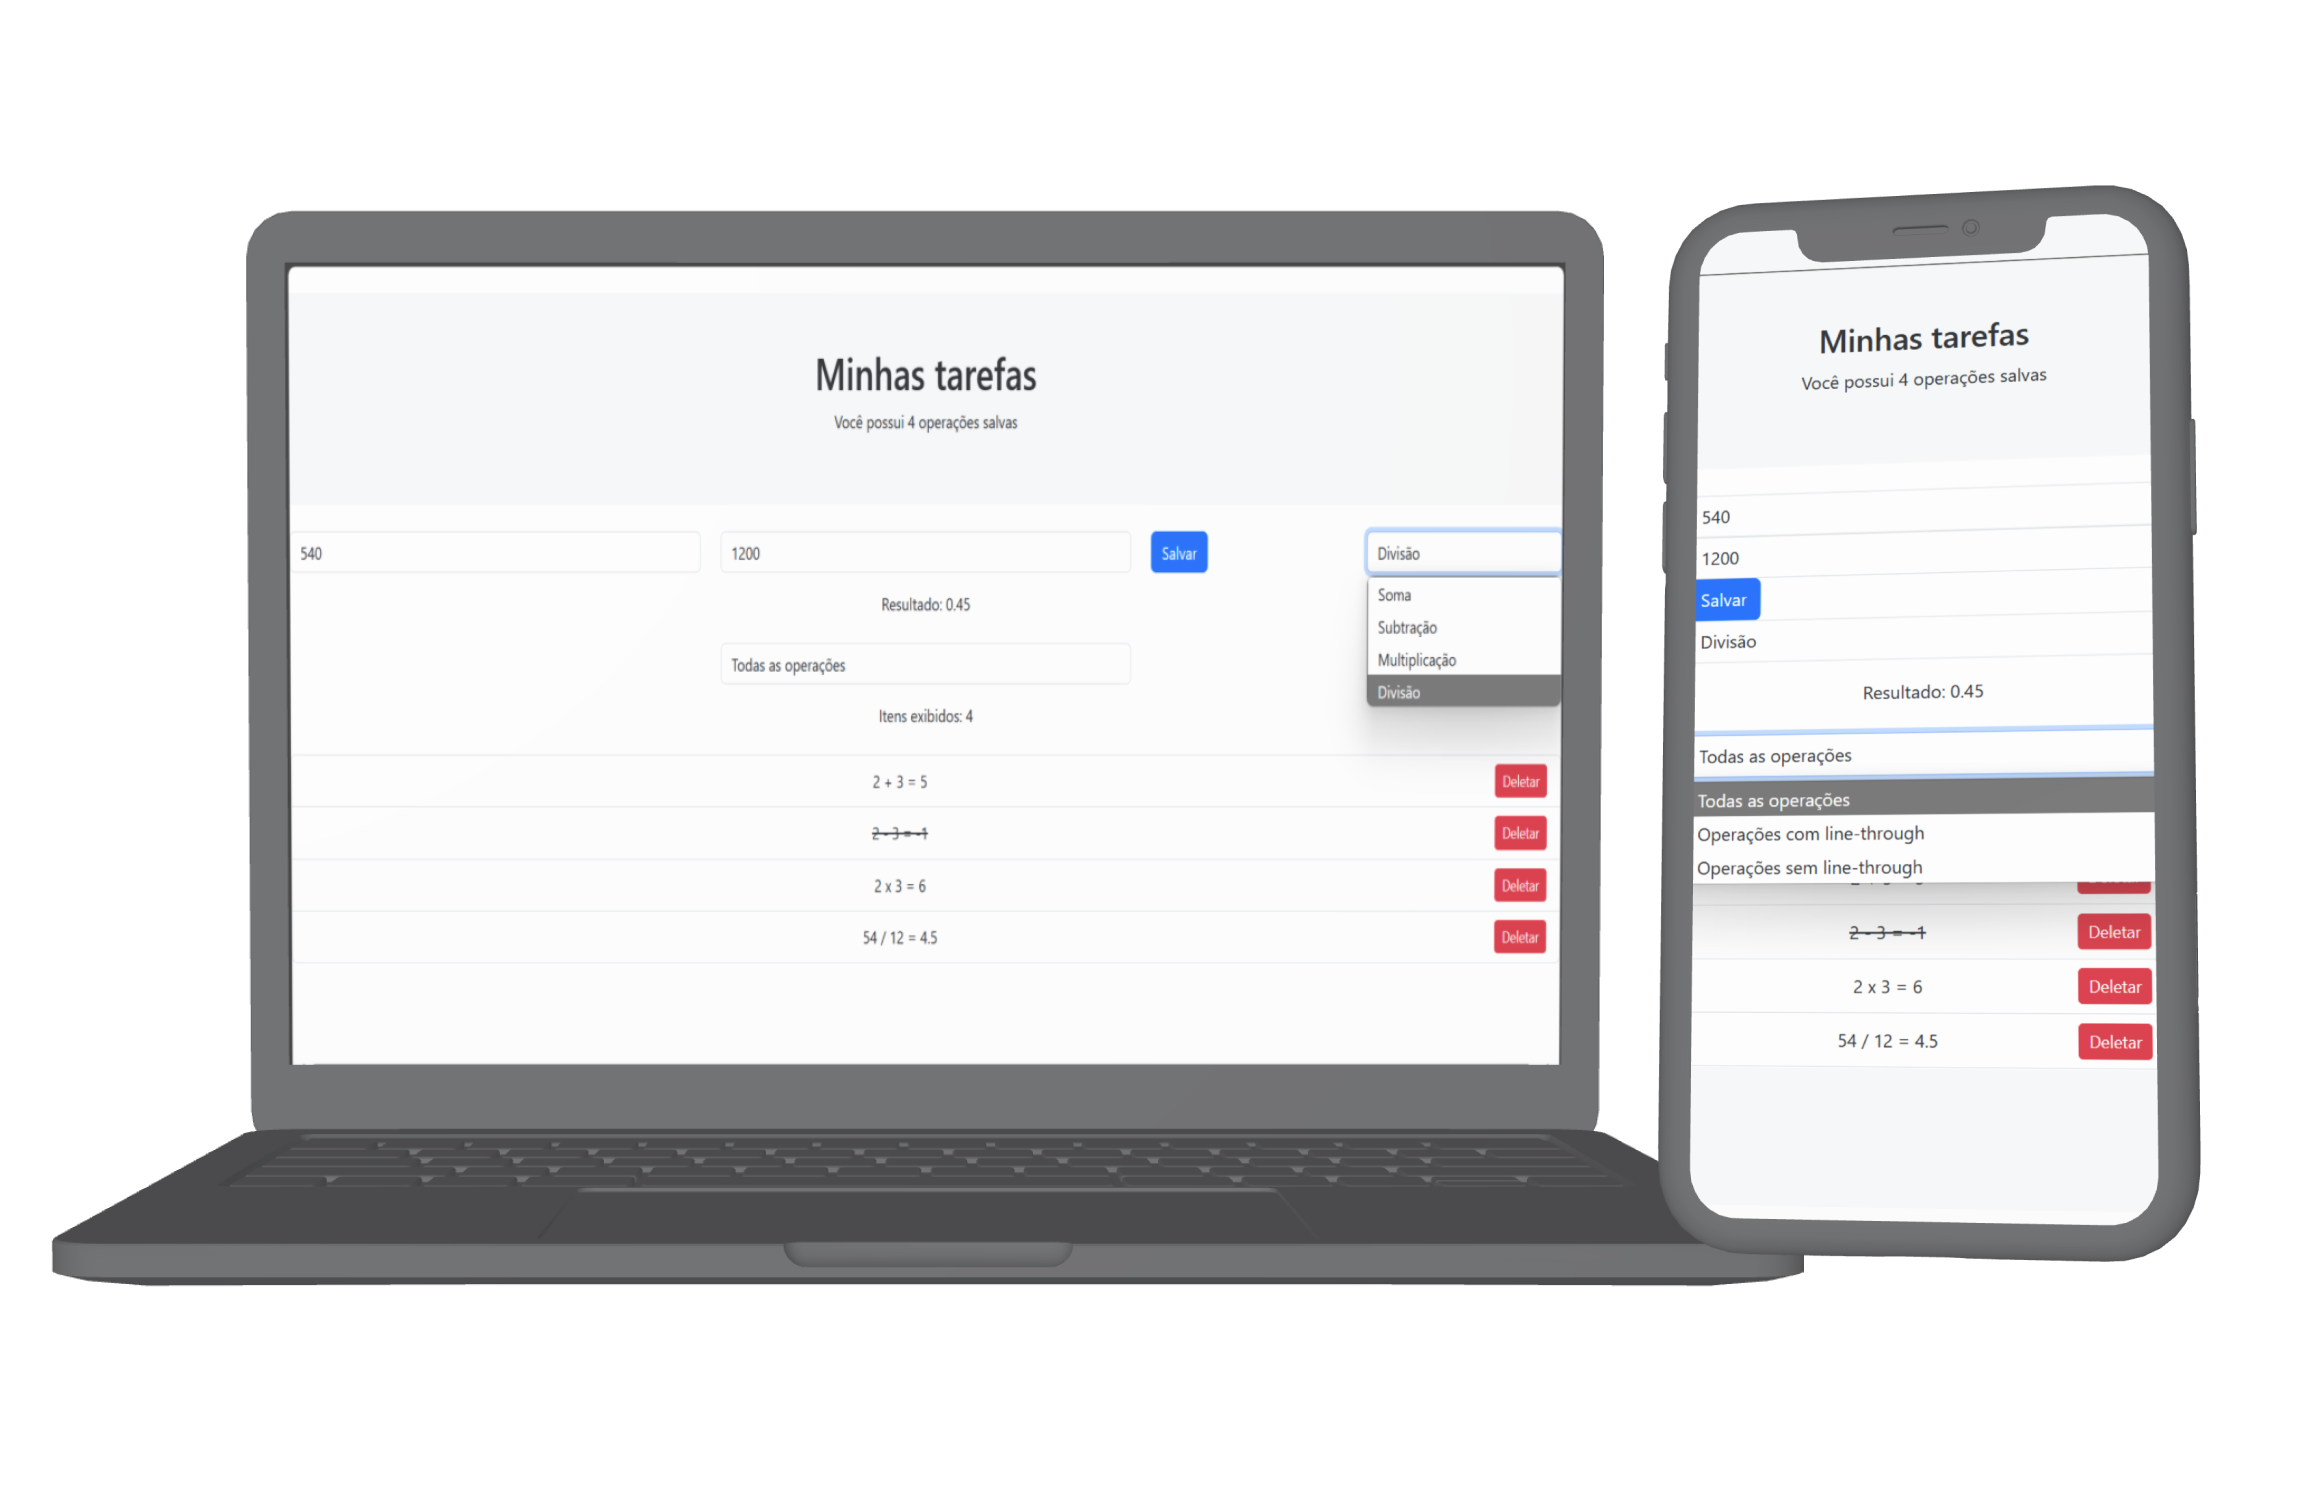 Minhas tarefas
Você possui 4 operações salvas
540 1200 Salvar Divisão
Soma
Subtração
Multiplicação
Divisão
Resultado: 0.45
Todas as operações
Itens exibidos: 4
2 + 3 = 5 Deletar
2 - 3 = -1 Deletar
2 x 3 = 6 Deletar
54 / 12 = 4.5 Deletar
Minhas tarefas
Você possui 4 operações salvas
540
1200
Salvar
Divisão
Resultado: 0.45
Todas as operações
Todas as operações
Operações com line-through
Operações sem line-through
2 - 3 = -1 Deletar
2 x 3 = 6 Deletar
54 / 12 = 4.5 Deletar